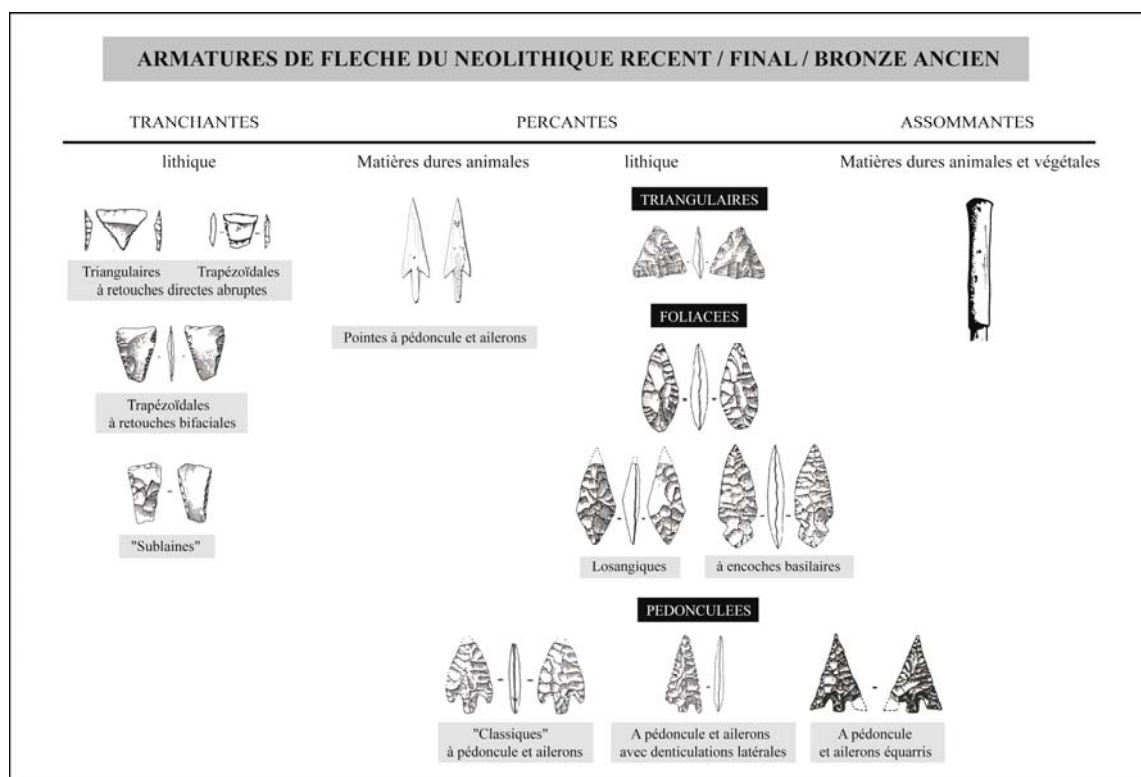 ARMATURES DE FLECHE DU NEOLITHIQUE RECENT / FINAL / BRONZE ANCIEN
TRANCHANTES
PERCANTES
ASSOMMANTES
lithique
Matières dures animales
lithique
Matières dures animales et végétales
TRIANGULAIRES
Triangulaires
Trapézoïdales
à retouches directes abruptes
FOLIACEES
Pointes à pédoncule et ailerons
Trapézoïdales
à retouches bifaciales
"Sublaines"
Losangiques
à encoches basilaires
PEDONCULEES
"Classiques"
à pédoncule et ailerons
A pédoncule et ailerons
avec denticulations latérales
A pédoncule
et ailerons équarris